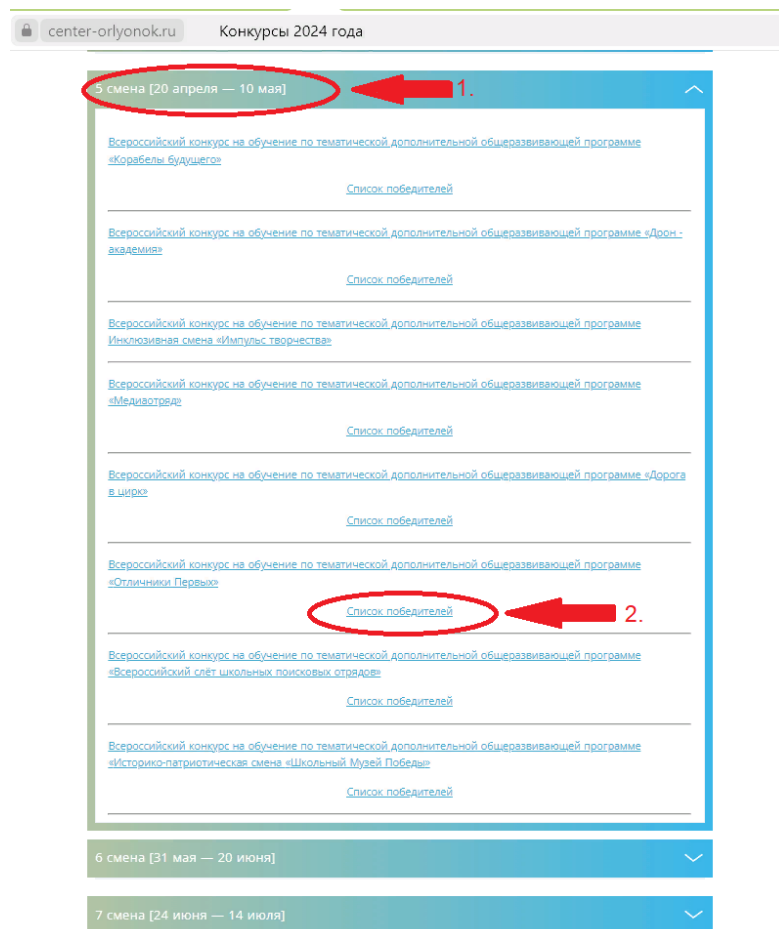 center-orlyonok.ru Конкурсы 2024 года
5 смена [20 апреля — 10 мая]
1.
Всероссийский конкурс на обучение по тематической дополнительной общеразвивающей программе
«Корабелы будущего»
Список победителей
Всероссийский конкурс на обучение по тематической дополнительной общеразвивающей программе «Дрон -
академия»
Список победителей
Всероссийский конкурс на обучение по тематической дополнительной общеразвивающей программе
Инклюзивная смена «Импульс творчества»
Всероссийский конкурс на обучение по тематической дополнительной общеразвивающей программе
«Медиаотряд»
Список победителей
Всероссийский конкурс на обучение по тематической дополнительной общеразвивающей программе «Дорога
в цирк»
Список победителей
Всероссийский конкурс на обучение по тематической дополнительной общеразвивающей программе
«Отличники Первых»
Список победителей
2.
Всероссийский конкурс на обучение по тематической дополнительной общеразвивающей программе
«Всероссийский слёт школьных поисковых отрядов»
Список победителей
Всероссийский конкурс на обучение по тематической дополнительной общеразвивающей программе
«Историко-патриотическая смена «Школьный Музей Победы»
Список победителей
6 смена [31 мая — 20 июня]
7 смена [24 июня — 14 июля]